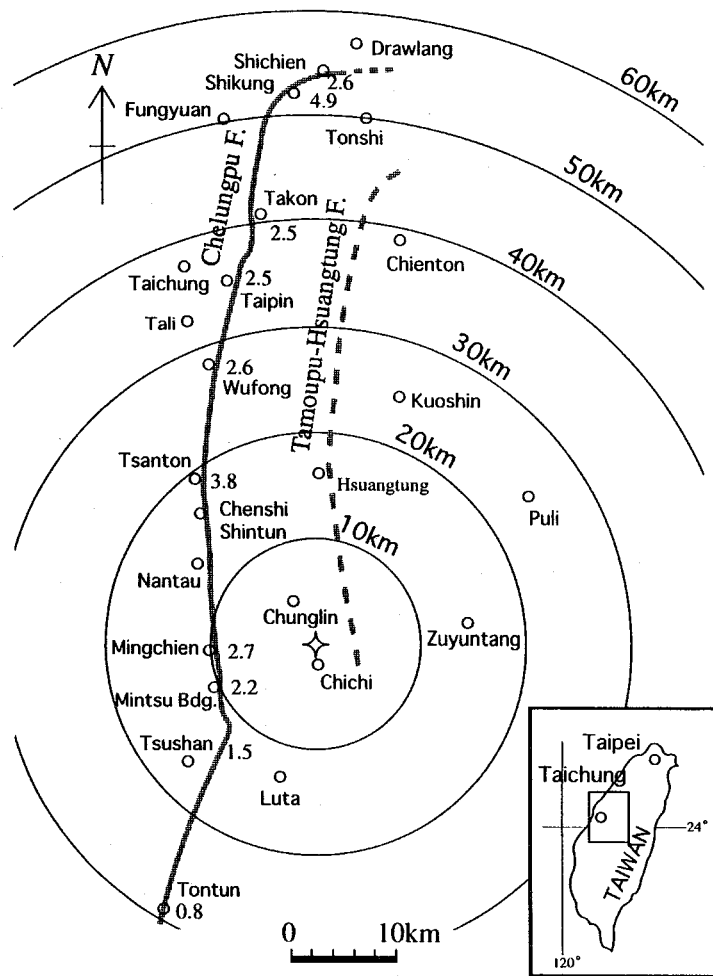 Drawlang
Shichien
Shikung
2.6
4.9
60km
N
Fungyuan
Tonshi
50km
Chelungpu F.
Takon
2.5
Tamoupu-Hsuangtung F.
40km
Chienton
Taichung
2.5
Taipin
Tali
30km
2.6
Wufong
Kuoshin
20km
Tsanton
3.8
Hsuangtung
Chenshi
Shintun
Puli
10km
Nantau
Chunglin
Zuyuntang
Mingchien
2.7
Chichi
Mintsu Bdg.
2.2
Tsushan
1.5
Luta
Tontun
0.8
0 10km
Taipei
Taichung
24°
TAIWAN
120°